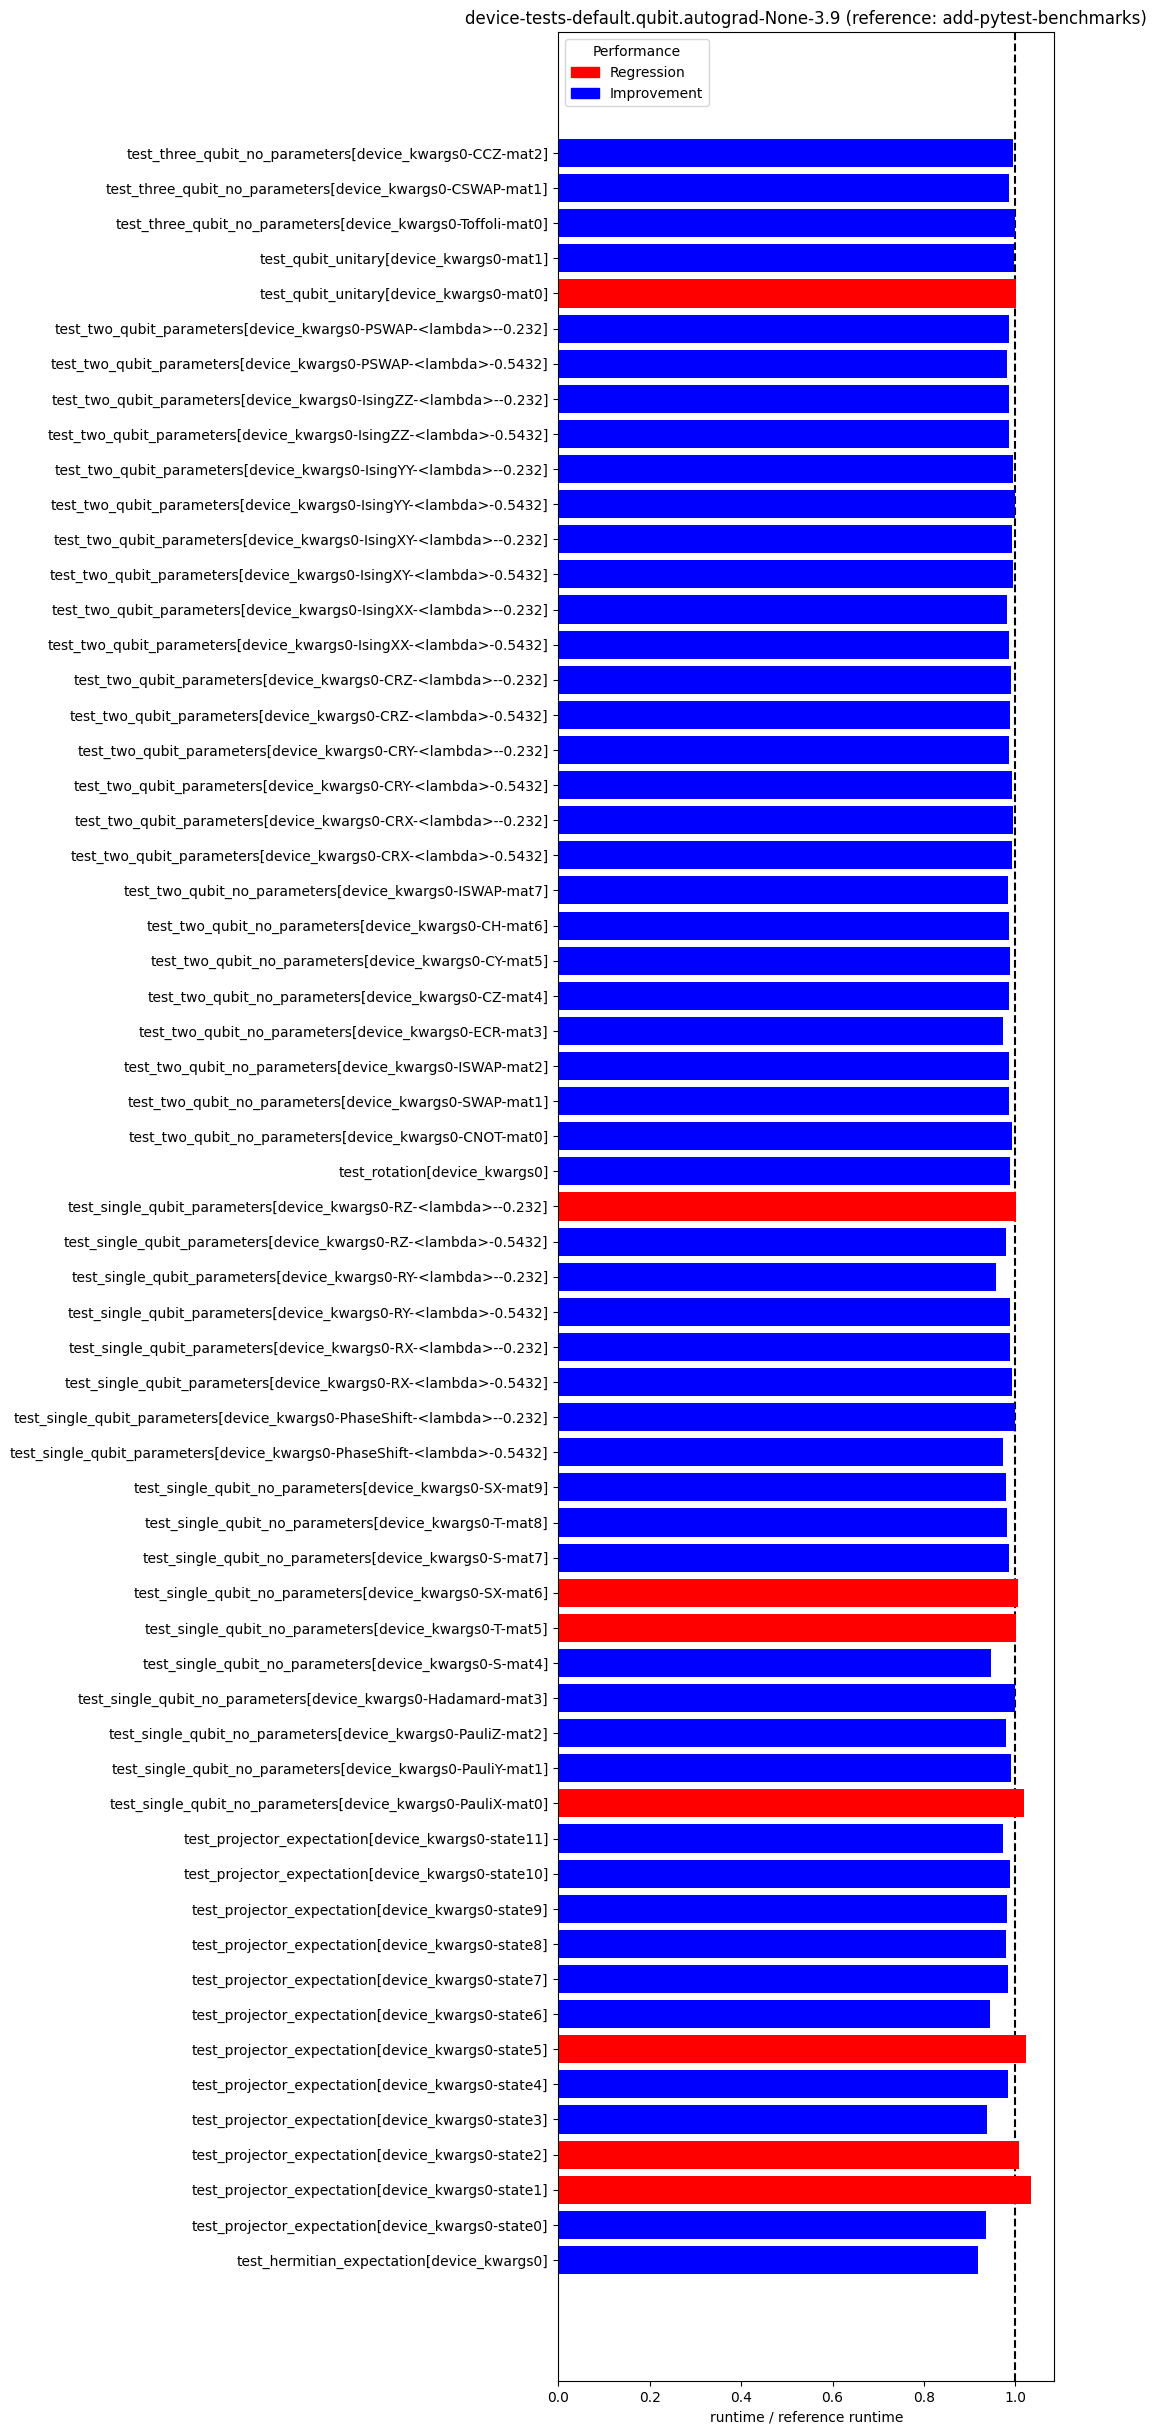 device-tests-default.qubit.autograd-None-3.9 (reference: add-pytest-benchmarks)
Performance
Regression
Improvement
test_three_qubit_no_parameters[device_kwargs0-CCZ-mat2]
test_three_qubit_no_parameters[device_kwargs0-CSWAP-mat1]
test_three_qubit_no_parameters[device_kwargs0-Toffoli-mat0]
test_qubit_unitary[device_kwargs0-mat1]
test_qubit_unitary[device_kwargs0-mat0]
test_two_qubit_parameters[device_kwargs0-PSWAP-<lambda>--0.232]
test_two_qubit_parameters[device_kwargs0-PSWAP-<lambda>-0.5432]
test_two_qubit_parameters[device_kwargs0-IsingZZ-<lambda>--0.232]
test_two_qubit_parameters[device_kwargs0-IsingZZ-<lambda>-0.5432]
test_two_qubit_parameters[device_kwargs0-IsingYY-<lambda>--0.232]
test_two_qubit_parameters[device_kwargs0-IsingYY-<lambda>-0.5432]
test_two_qubit_parameters[device_kwargs0-IsingXY-<lambda>--0.232]
test_two_qubit_parameters[device_kwargs0-IsingXY-<lambda>-0.5432]
test_two_qubit_parameters[device_kwargs0-IsingXX-<lambda>--0.232]
test_two_qubit_parameters[device_kwargs0-IsingXX-<lambda>-0.5432]
test_two_qubit_parameters[device_kwargs0-CRZ-<lambda>--0.232]
test_two_qubit_parameters[device_kwargs0-CRZ-<lambda>-0.5432]
test_two_qubit_parameters[device_kwargs0-CRY-<lambda>--0.232]
test_two_qubit_parameters[device_kwargs0-CRY-<lambda>-0.5432]
test_two_qubit_parameters[device_kwargs0-CRX-<lambda>--0.232]
test_two_qubit_parameters[device_kwargs0-CRX-<lambda>-0.5432]
test_two_qubit_no_parameters[device_kwargs0-ISWAP-mat7]
test_two_qubit_no_parameters[device_kwargs0-CH-mat6]
test_two_qubit_no_parameters[device_kwargs0-CY-mat5]
test_two_qubit_no_parameters[device_kwargs0-CZ-mat4]
test_two_qubit_no_parameters[device_kwargs0-ECR-mat3]
test_two_qubit_no_parameters[device_kwargs0-ISWAP-mat2]
test_two_qubit_no_parameters[device_kwargs0-SWAP-mat1]
test_two_qubit_no_parameters[device_kwargs0-CNOT-mat0]
test_rotation[device_kwargs0]
test_single_qubit_parameters[device_kwargs0-RZ-<lambda>--0.232]
test_single_qubit_parameters[device_kwargs0-RZ-<lambda>-0.5432]
test_single_qubit_parameters[device_kwargs0-RY-<lambda>--0.232]
test_single_qubit_parameters[device_kwargs0-RY-<lambda>-0.5432]
test_single_qubit_parameters[device_kwargs0-RX-<lambda>--0.232]
test_single_qubit_parameters[device_kwargs0-RX-<lambda>-0.5432]
test_single_qubit_parameters[device_kwargs0-PhaseShift-<lambda>--0.232]
test_single_qubit_parameters[device_kwargs0-PhaseShift-<lambda>-0.5432]
test_single_qubit_no_parameters[device_kwargs0-SX-mat9]
test_single_qubit_no_parameters[device_kwargs0-T-mat8]
test_single_qubit_no_parameters[device_kwargs0-S-mat7]
test_single_qubit_no_parameters[device_kwargs0-SX-mat6]
test_single_qubit_no_parameters[device_kwargs0-T-mat5]
test_single_qubit_no_parameters[device_kwargs0-S-mat4]
test_single_qubit_no_parameters[device_kwargs0-Hadamard-mat3]
test_single_qubit_no_parameters[device_kwargs0-PauliZ-mat2]
test_single_qubit_no_parameters[device_kwargs0-PauliY-mat1]
test_single_qubit_no_parameters[device_kwargs0-PauliX-mat0]
test_projector_expectation[device_kwargs0-state11]
test_projector_expectation[device_kwargs0-state10]
test_projector_expectation[device_kwargs0-state9]
test_projector_expectation[device_kwargs0-state8]
test_projector_expectation[device_kwargs0-state7]
test_projector_expectation[device_kwargs0-state6]
test_projector_expectation[device_kwargs0-state5]
test_projector_expectation[device_kwargs0-state4]
test_projector_expectation[device_kwargs0-state3]
test_projector_expectation[device_kwargs0-state2]
test_projector_expectation[device_kwargs0-state1]
test_projector_expectation[device_kwargs0-state0]
test_hermitian_expectation[device_kwargs0]
0.0 0.2 0.4 0.6 0.8 1.0
runtime / reference runtime